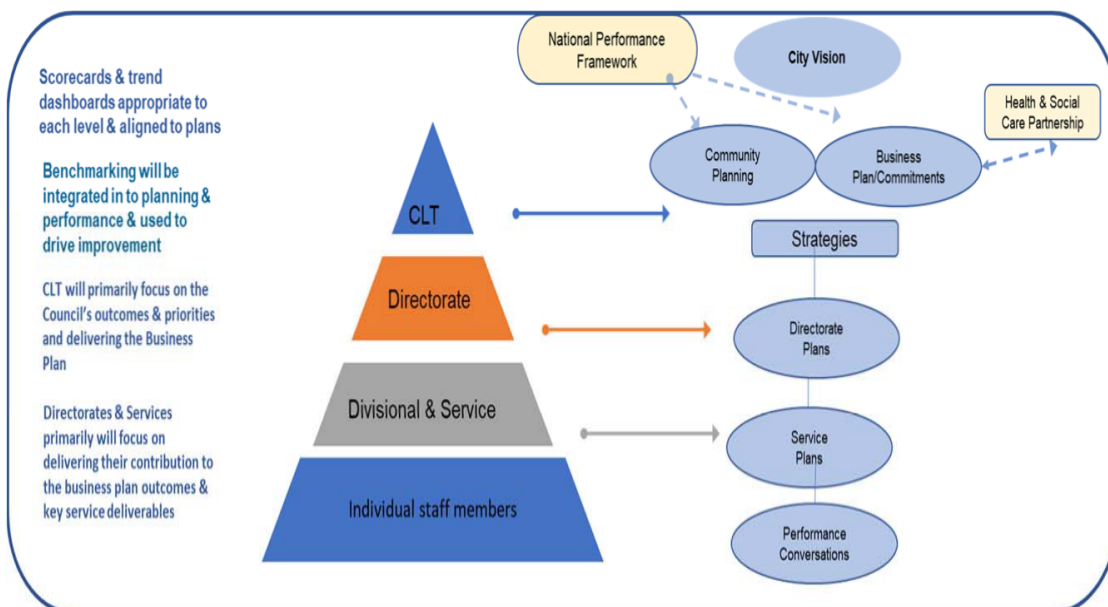 Scorecards & trend
dashboards appropriate to
each level & aligned to plans
Benchmarking will be
integrated in to planning &
performance & used to
drive improvement
CLT will primarily focus on the
Council's outcomes & priorities
and delivering the Business
Plan
Directorates & Services
primarily will focus on
delivering their contribution to
the business plan outcomes &
key service deliverables
CLT
Directorate
Divisional & Service
Individual staff members
National Performance
Framework
City Vision
Health & Social
Care Partnership
Community
Planning
Business
Plan/Commitments
Strategies
Directorate
Plans
Service
Plans
Performance
Conversations